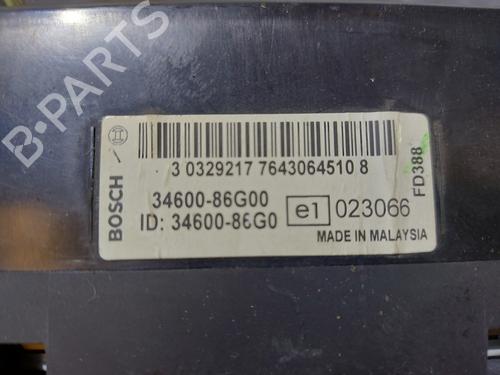 B-PARTS
BOSCH
3 0329217 7643064510 8
34600-86G00
ID: 34600-86G0
e1 023066
MADE IN MALAYSIA
FD388